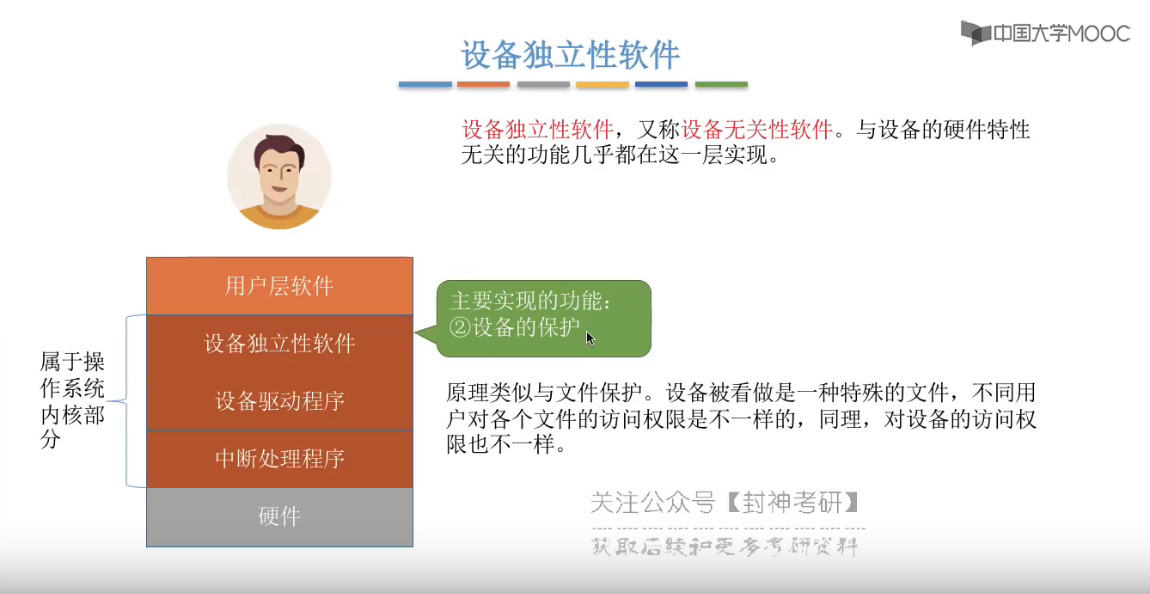 中国大学MOOC
设备独立性软件
设备独立性软件，又称设备无关性软件。与设备的硬件特性
无关的功能几乎都在这一层实现。
用户层软件
设备独立性软件
设备驱动程序
中断处理程序
硬件
属于操
作系统
内核部
分
主要实现的功能：
②设备的保护
原理类似与文件保护。设备被看做是一种特殊的文件，不同用
户对各个文件的访问权限是不一样的，同理，对设备的访问权
限也不一样。
关注公众号【封神考研】
获取后续和更多考研资料